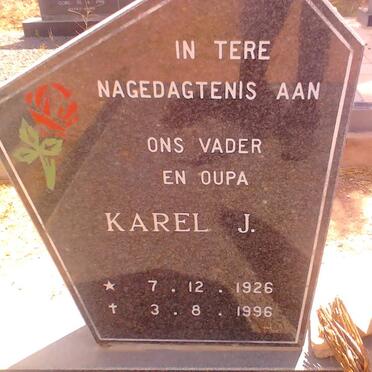 IN TERE
NAGEDAGTENIS AAN
ONS VADER
EN OUPA
KAREL J.
★ 7 . 12 . 1926
✝ 3 . 8 . 1996